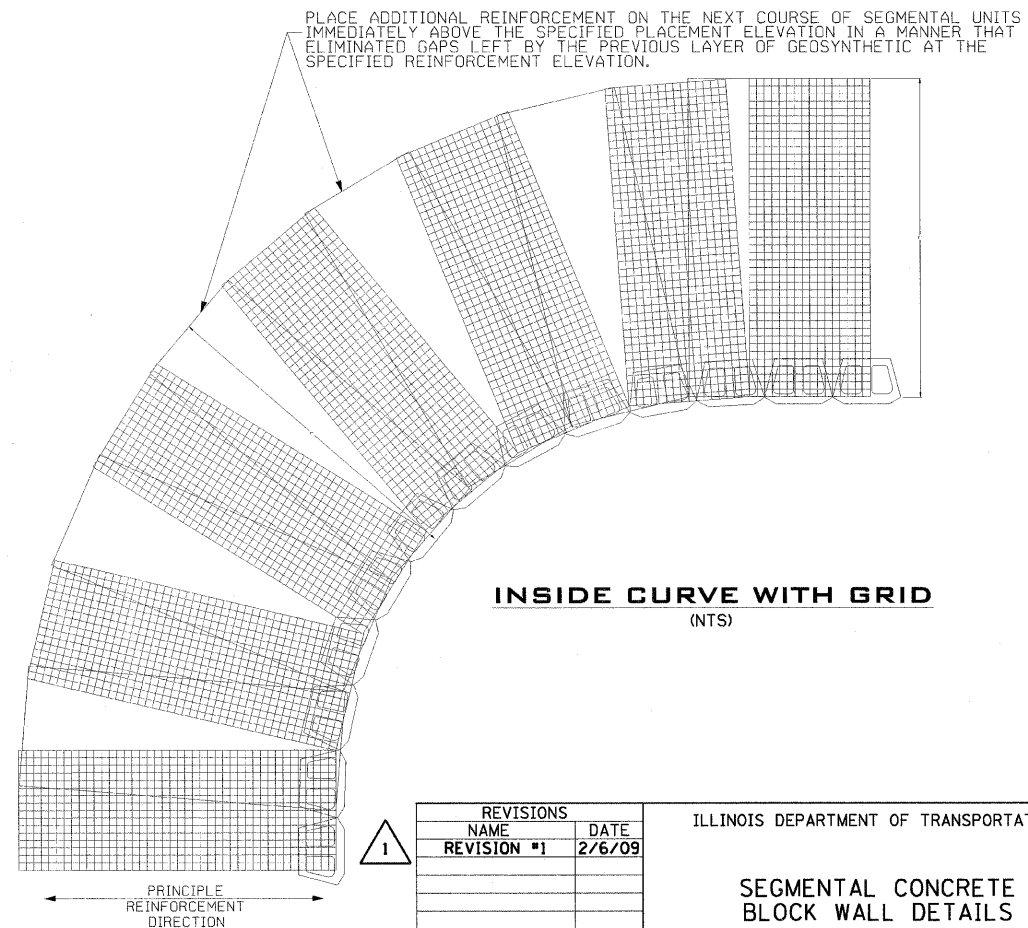 PLACE ADDITIONAL REINFORCEMENT ON THE NEXT COURSE OF SEGMENTAL UNITS
IMMEDIATELY ABOVE THE SPECIFIED PLACEMENT ELEVATION IN A MANNER THAT
ELIMINATED GAPS LEFT BY THE PREVIOUS LAYER OF GEOSYNTHETIC AT THE
SPECIFIED REINFORCEMENT ELEVATION.
INSIDE CURVE WITH GRID
(NTS)
PRINCIPLE
REINFORCEMENT
DIRECTION
1
REVISIONS
NAME DATE
REVISION #1 2/6/09
ILLINOIS DEPARTMENT OF TRANSPORTAT
SEGMENTAL CONCRETE
BLOCK WALL DETAILS